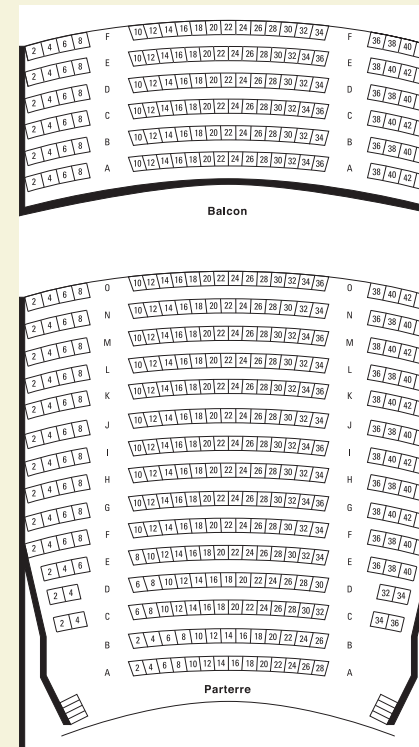 2 4 6 8 F 10 12 14 16 18 20 22 24 26 28 30 32 34 F 36 38 40
2 4 6 8 E 10 12 14 16 18 20 22 24 26 28 30 32 34 36 E 38 40 42
2 4 6 8 D 10 12 14 16 18 20 22 24 26 28 30 32 34 D 36 38 40
2 4 6 8 C 10 12 14 16 18 20 22 24 26 28 30 32 34 36 C 38 40 42
2 4 6 8 B 10 12 14 16 18 20 22 24 26 28 30 32 34 B 36 38 40
2 4 6 8 A 10 12 14 16 18 20 22 24 26 28 30 32 34 36 A 38 40 42
Balcon
2 4 6 8 O 10 12 14 16 18 20 22 24 26 28 30 32 34 36 O 38 40 42
2 4 6 8 N 10 12 14 16 18 20 22 24 26 28 30 32 34 N 36 38 40
2 4 6 8 M 10 12 14 16 18 20 22 24 26 28 30 32 34 36 M 38 40 42
2 4 6 8 L 10 12 14 16 18 20 22 24 26 28 30 32 34 L 36 38 40
2 4 6 8 K 10 12 14 16 18 20 22 24 26 28 30 32 34 36 K 38 40 42
2 4 6 8 J 10 12 14 16 18 20 22 24 26 28 30 32 34 J 36 38 40
2 4 6 8 I 10 12 14 16 18 20 22 24 26 28 30 32 34 36 I 38 40 42
2 4 6 8 H 10 12 14 16 18 20 22 24 26 28 30 32 34 H 36 38 40
2 4 6 8 G 10 12 14 16 18 20 22 24 26 28 30 32 34 36 G 38 40 42
2 4 6 8 F 10 12 14 16 18 20 22 24 26 28 30 32 34 F 36 38 40
2 4 6 E 8 10 12 14 16 18 20 22 24 26 28 30 32 34 E 36 38 40
2 4 D 6 8 10 12 14 16 18 20 22 24 26 28 30 D 32 34
2 4 C 6 8 10 12 14 16 18 20 22 24 26 28 30 32 C 34 36
B 2 4 6 8 10 12 14 16 18 20 22 24 26 B
A 2 4 6 8 10 12 14 16 18 20 22 24 26 28 A
Parterre